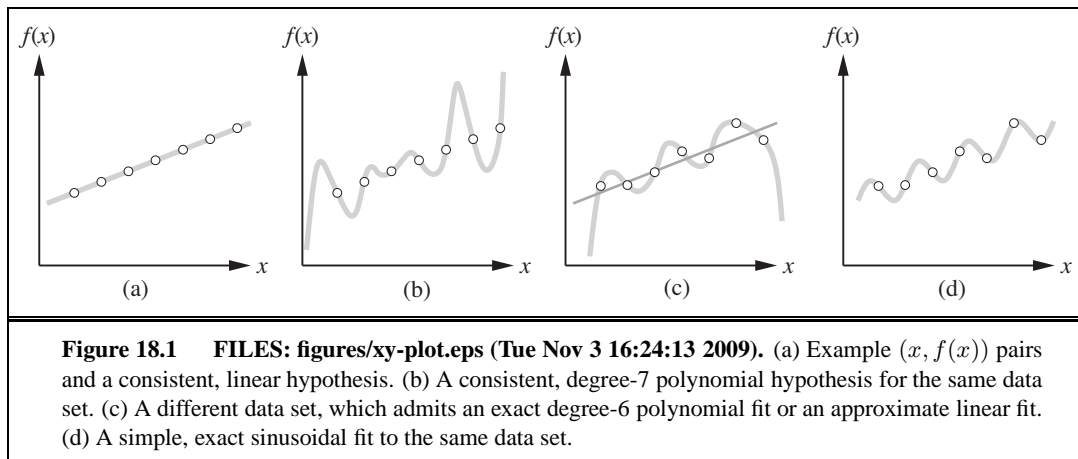 f(x) f(x) f(x) f(x)
x x x x
(a) (b) (c) (d)
Figure 18.1 FILES: figures/xy-plot.eps (Tue Nov 3 16:24:13 2009). (a) Example (x, f(x)) pairs
and a consistent, linear hypothesis. (b) A consistent, degree-7 polynomial hypothesis for the same data
set. (c) A different data set, which admits an exact degree-6 polynomial fit or an approximate linear fit.
(d) A simple, exact sinusoidal fit to the same data set.